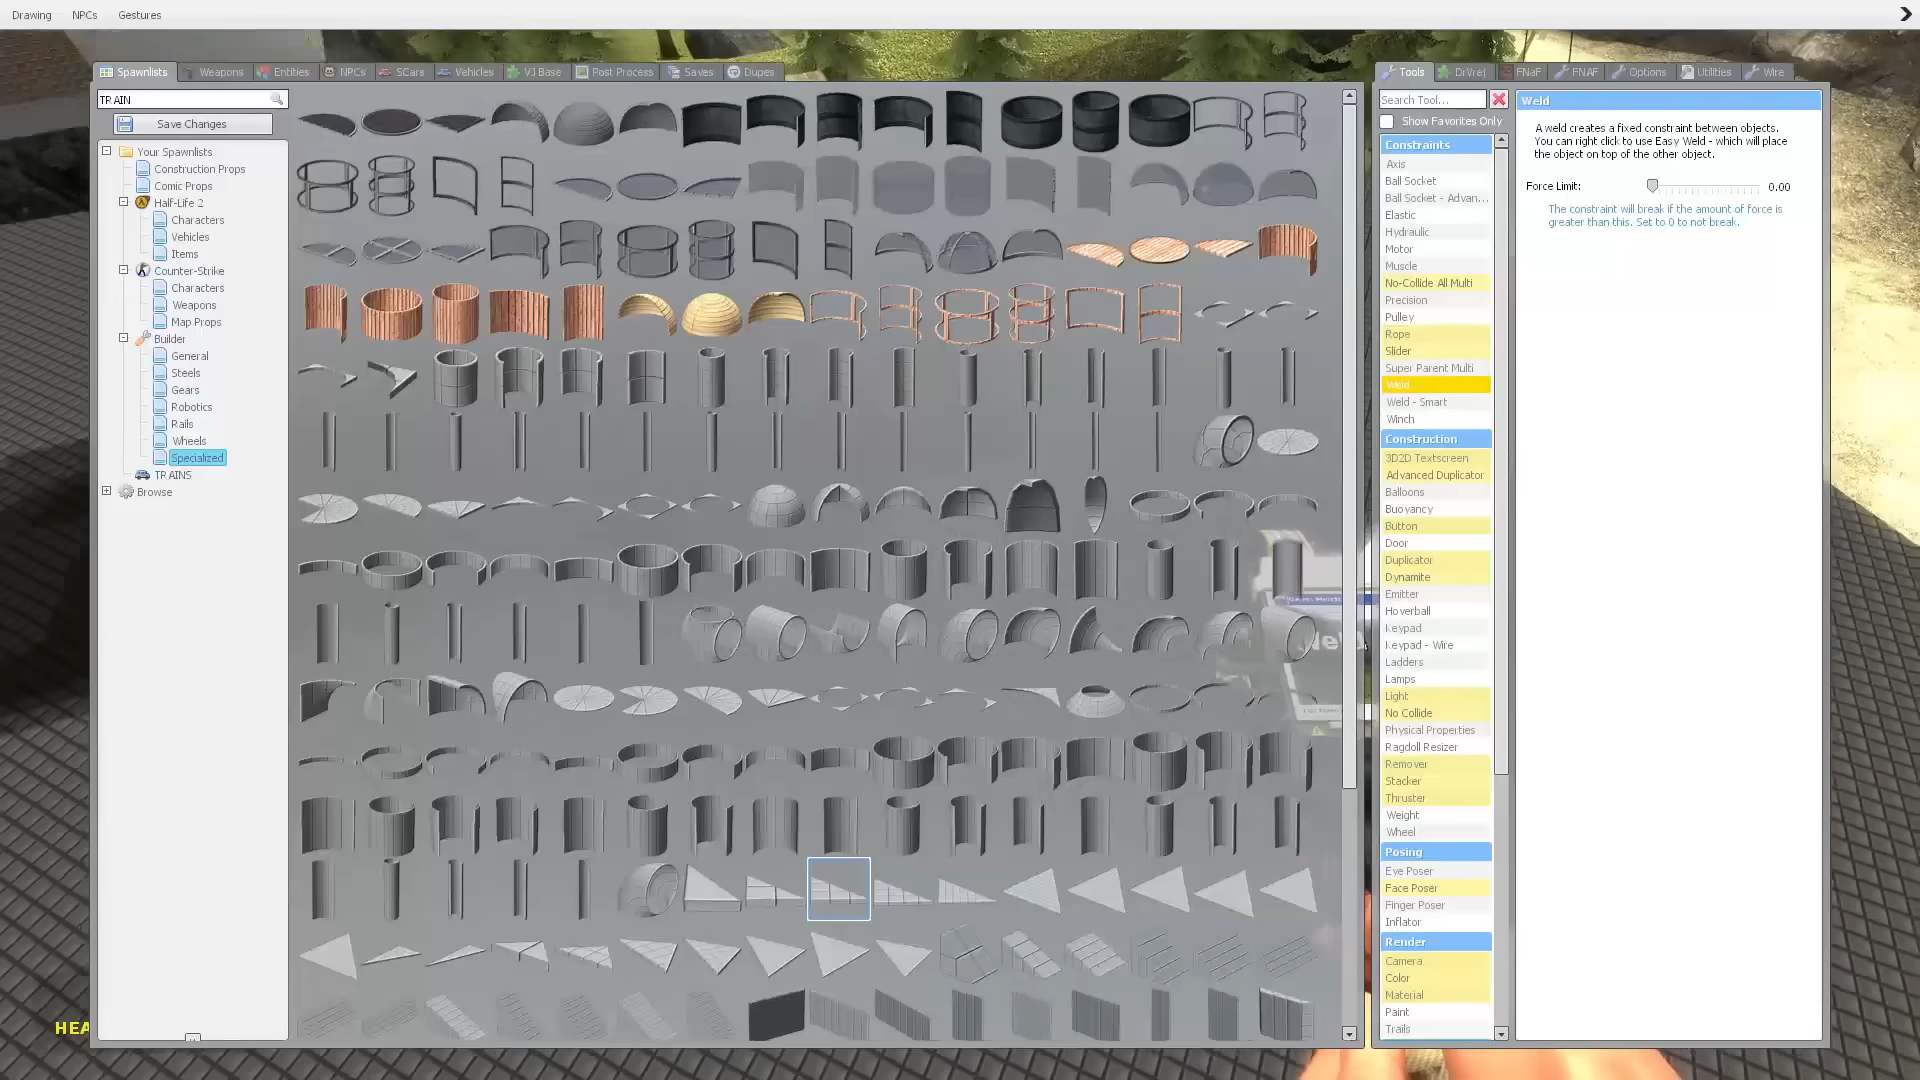 Drawing NPCs Gestures
Spawnlists Weapons Entities NPCs SCars Vehicles VJ Base Post Process Saves Dupes
TRAIN
Save Changes
Your Spawnlists
Construction Props
Comic Props
Half-Life 2
Characters
Vehicles
Items
Counter-Strike
Characters
Weapons
Map Props
Builder
General
Steels
Gears
Robotics
Rails
Wheels
Specialized
TRAINS
Browse
HEA
Tools DrVrej FNaF FNAF Options Utilities Wire
Search Tool...
Show Favorites Only
Constraints
Axis
Ball Socket
Ball Socket - Advan...
Elastic
Hydraulic
Motor
Muscle
No-Collide All Multi
Precision
Pulley
Rope
Slider
Super Parent Multi
Weld
Weld - Smart
Winch
Construction
3D2D Textscreen
Advanced Duplicator
Balloons
Buoyancy
Button
Door
Duplicator
Dynamite
Emitter
Hoverball
Keypad
Keypad - Wire
Ladders
Lamps
Light
No Collide
Physical Properties
Ragdoll Resizer
Remover
Stacker
Thruster
Weight
Wheel
Posing
Eye Poser
Face Poser
Finger Poser
Inflator
Render
Camera
Color
Material
Paint
Trails
Weld
A weld creates a fixed constraint between objects.
You can right click to use Easy Weld - which will place
the object on top of the other object.
Force Limit: 0.00
The constraint will break if the amount of force is
greater than this. Set to 0 to not break.